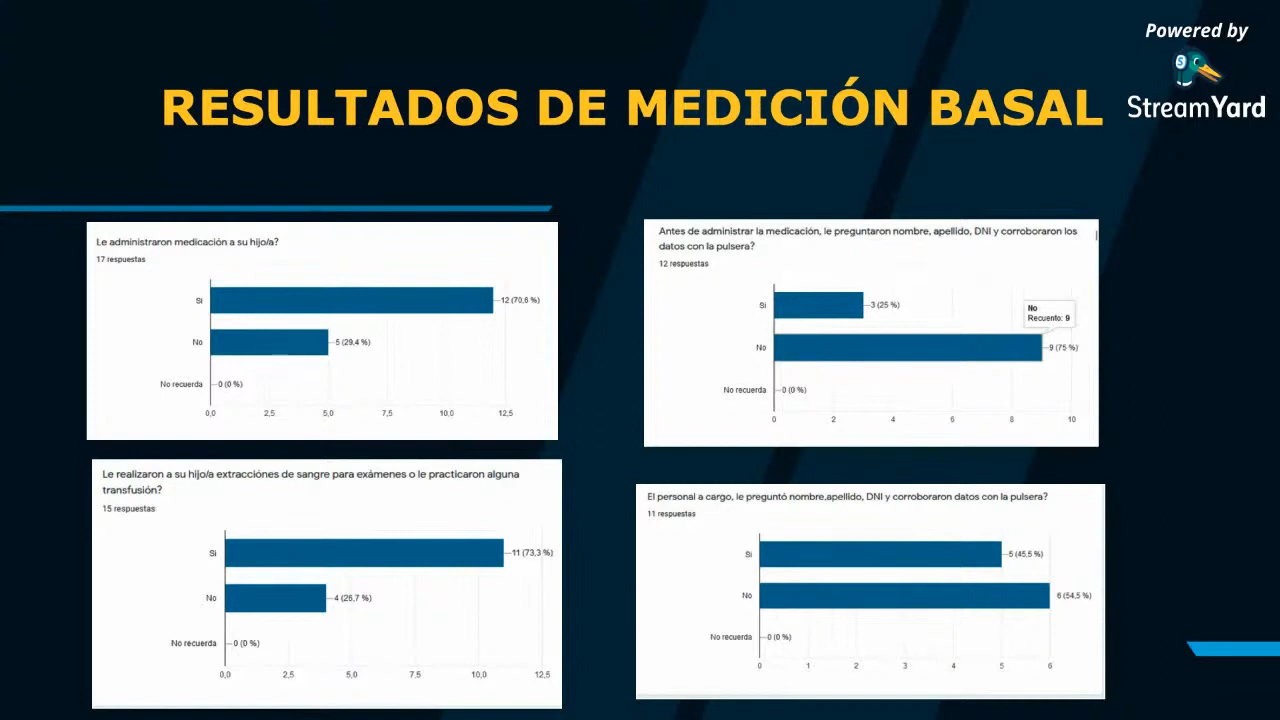 Powered by
StreamYard
RESULTADOS DE MEDICIÓN BASAL
Le administraron medicación a su hijo/a?
17 respuestas
Si
12 (70,6 %)
No
5 (29,4 %)
No recuerda
0 (0 %)
0,0 2,5 5,0 7,5 10,0 12,5
Antes de administrar la medicación, le preguntaron nombre, apellido, DNI y corroboraron los
datos con la pulsera?
12 respuestas
Si
3 (25 %)
No
Recuento: 9
No
9 (75 %)
No recuerda
0 (0 %)
0 2 4 6 8 10
Le realizaron a su hijo/a extracciónes de sangre para exámenes o le practicaron alguna
transfusión?
15 respuestas
Si
11 (73,3 %)
No
4 (26,7 %)
No recuerda
0 (0 %)
0,0 2,5 5,0 7,5 10,0 12,5
El personal a cargo, le preguntó nombre,apellido, DNI y corroboraron datos con la pulsera?
11 respuestas
Si
5 (45,5 %)
No
6 (54,5 %)
No recuerda
0 (0 %)
0 1 2 3 4 5 6